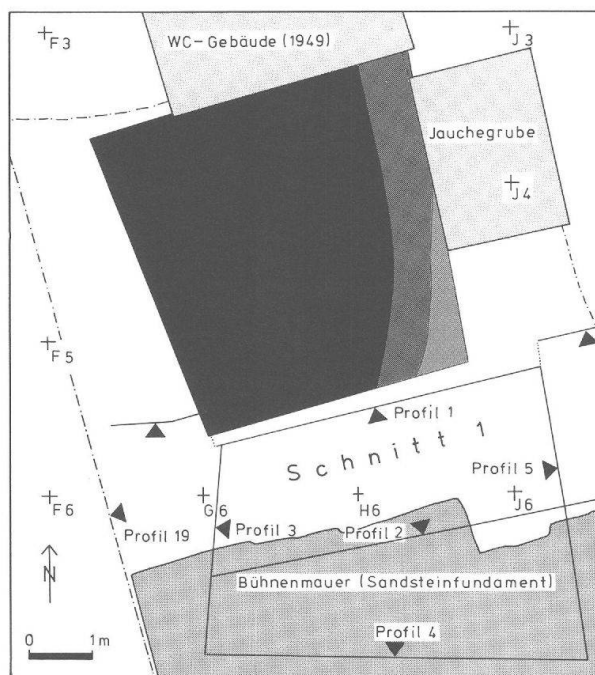 F3
J3
WC-Gebäude (1949)
Jauchegrube
J4
F5
Profil 1
Schnitt 1
Profil 5
F6
G6
H6
J6
Profil 19
Profil 3
Profil 2
N
Bühnenmauer (Sandsteinfundament)
Profil 4
0 1m